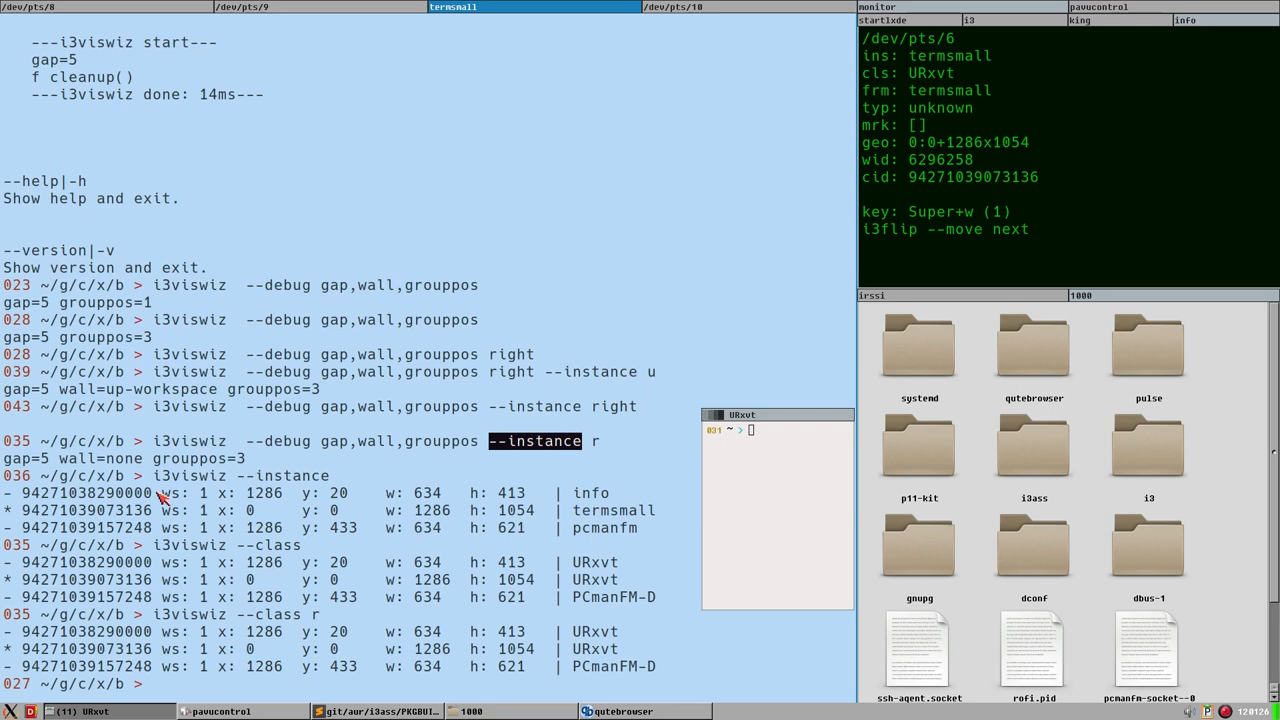 /dev/pts/8 /dev/pts/9 termsmall /dev/pts/10
---i3viswiz start---
gap=5
f cleanup()
---i3viswiz done: 14ms---
--help|-h
Show help and exit.
--version|-v
Show version and exit.
023 ~/g/c/x/b > i3viswiz  --debug gap,wall,grouppos
gap=5 grouppos=1
028 ~/g/c/x/b > i3viswiz  --debug gap,wall,grouppos
gap=5 grouppos=3
028 ~/g/c/x/b > i3viswiz  --debug gap,wall,grouppos right
039 ~/g/c/x/b > i3viswiz  --debug gap,wall,grouppos right --instance u
gap=5 wall=up-workspace grouppos=3
043 ~/g/c/x/b > i3viswiz  --debug gap,wall,grouppos --instance right
035 ~/g/c/x/b > i3viswiz  --debug gap,wall,grouppos --instance r
gap=5 wall=none grouppos=3
036 ~/g/c/x/b > i3viswiz --instance
- 94271038290000 ws: 1 x: 1286  y: 20    w: 634   h: 413   | info
* 94271039073136 ws: 1 x: 0     y: 0     w: 1286  h: 1054  | termsmall
- 94271039157248 ws: 1 x: 1286  y: 433   w: 634   h: 621   | pcmanfm
035 ~/g/c/x/b > i3viswiz --class
- 94271038290000 ws: 1 x: 1286  y: 20    w: 634   h: 413   | URxvt
* 94271039073136 ws: 1 x: 0     y: 0     w: 1286  h: 1054  | URxvt
- 94271039157248 ws: 1 x: 1286  y: 433   w: 634   h: 621   | PCmanFM-D
035 ~/g/c/x/b > i3viswiz --class r
- 94271038290000 ws: 1 x: 1286  y: 20    w: 634   h: 413   | URxvt
* 94271039073136 ws: 1 x: 0     y: 0     w: 1286  h: 1054  | URxvt
- 94271039157248 ws: 1 x: 1286  y: 433   w: 634   h: 621   | PCmanFM-D
027 ~/g/c/x/b >
URxvt
031 ~ >
monitor pavucontrol
startlxde i3 king info
/dev/pts/6
ins: termsmall
cls: URxvt
frm: termsmall
typ: unknown
mrk: []
geo: 0:0+1286x1054
wid: 6296258
cid: 94271039073136
key: Super+w (1)
i3flip --move next
irssi 1000
systemd qutebrowser pulse
p11-kit i3ass i3
gnupg dconf dbus-1
ssh-agent.socket rofi.pid pcmanfm-socket--0
(11) URxvt pavucontrol git/aur/i3ass/PKGBUI... 1000 qutebrowser 120126